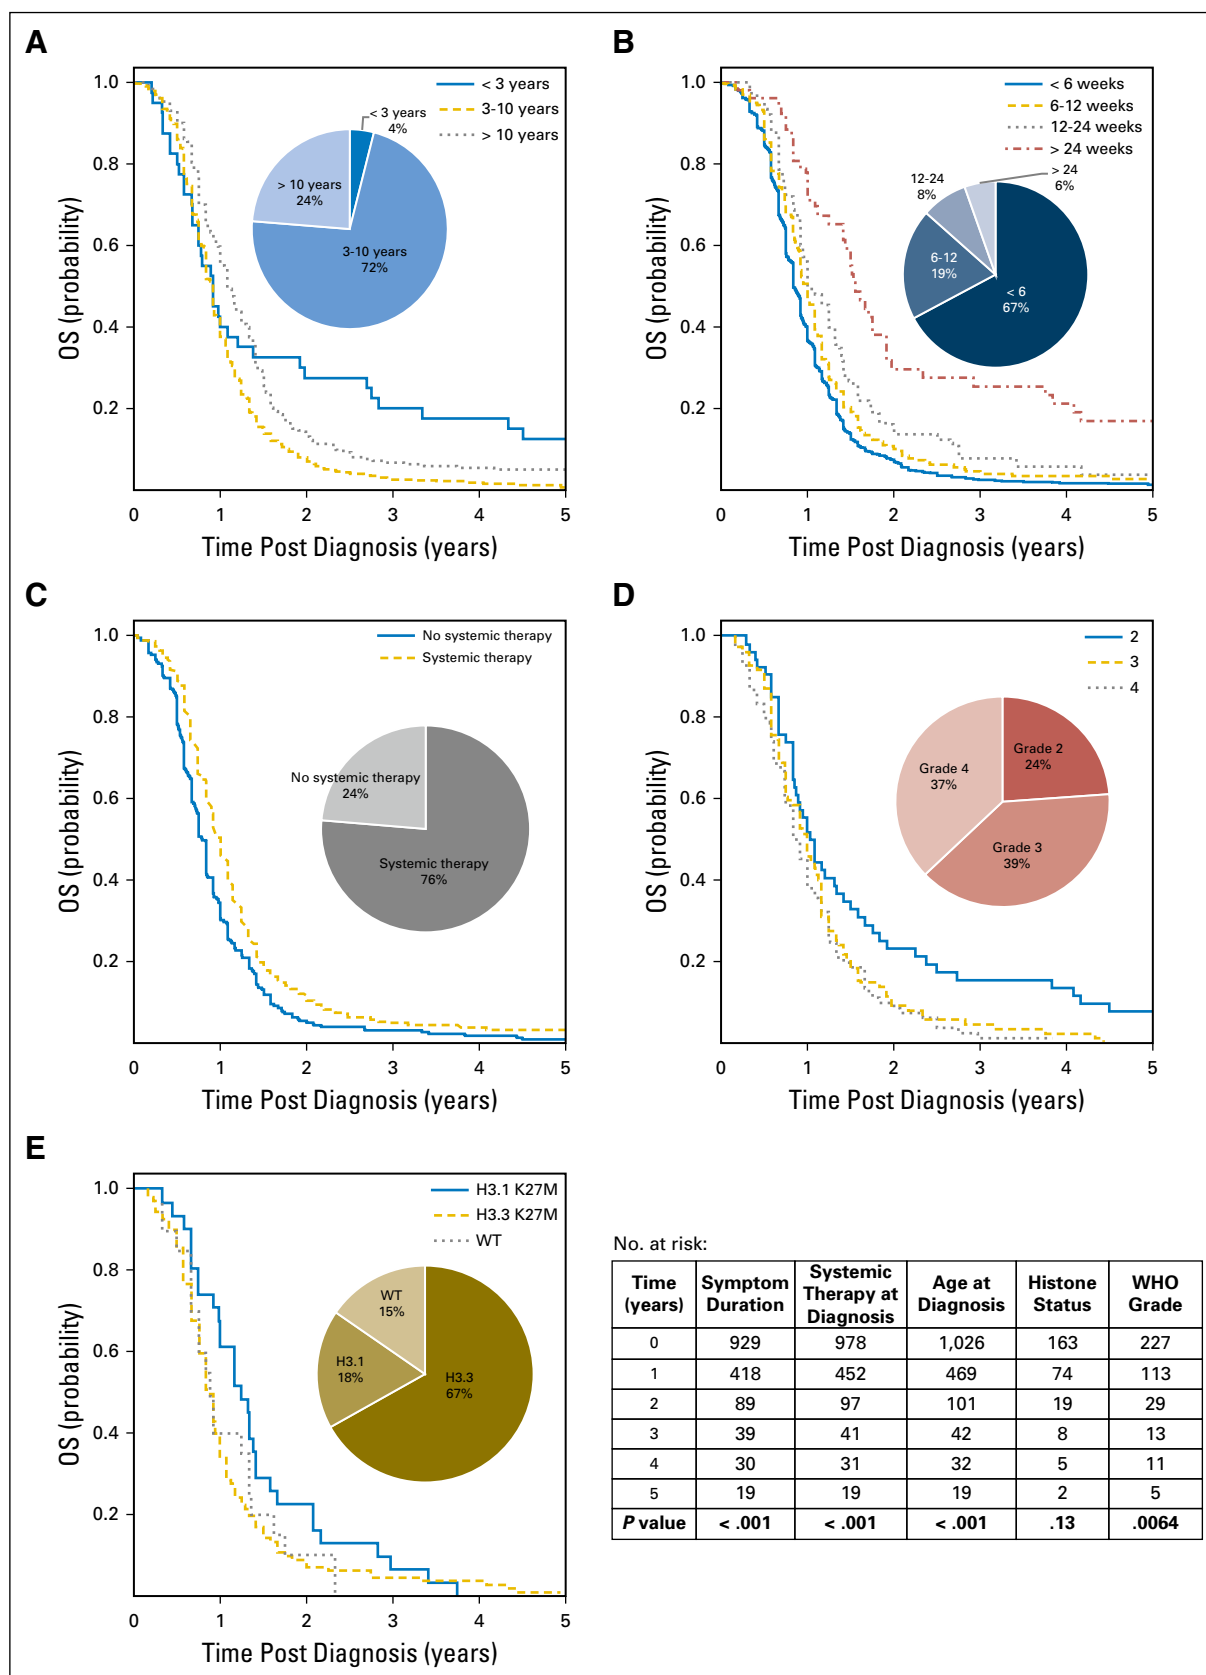 A
< 3 years
3-10 years
> 10 years
< 3 years
4%
> 10 years
24%
3-10 years
72%
1.0
0.8
0.6
0.4
0.2
OS (probability)
0 1 2 3 4 5
Time Post Diagnosis (years)
B
< 6 weeks
6-12 weeks
12-24 weeks
> 24 weeks
> 24
6%
12-24
8%
6-12
19%
< 6
67%
1.0
0.8
0.6
0.4
0.2
OS (probability)
0 1 2 3 4 5
Time Post Diagnosis (years)
C
No systemic therapy
Systemic therapy
No systemic therapy
24%
Systemic therapy
76%
1.0
0.8
0.6
0.4
0.2
OS (probability)
0 1 2 3 4 5
Time Post Diagnosis (years)
D
2
3
4
Grade 2
24%
Grade 4
37%
Grade 3
39%
1.0
0.8
0.6
0.4
0.2
OS (probability)
0 1 2 3 4 5
Time Post Diagnosis (years)
E
H3.1 K27M
H3.3 K27M
WT
WT
15%
H3.1
18%
H3.3
67%
1.0
0.8
0.6
0.4
0.2
OS (probability)
0 1 2 3 4 5
Time Post Diagnosis (years)
No. at risk:
Time (years) Symptom Duration Systemic Therapy at Diagnosis Age at Diagnosis Histone Status WHO Grade
0 929 978 1,026 163 227
1 418 452 469 74 113
2 89 97 101 19 29
3 39 41 42 8 13
4 30 31 32 5 11
5 19 19 19 2 5
P value < .001 < .001 < .001 .13 .0064